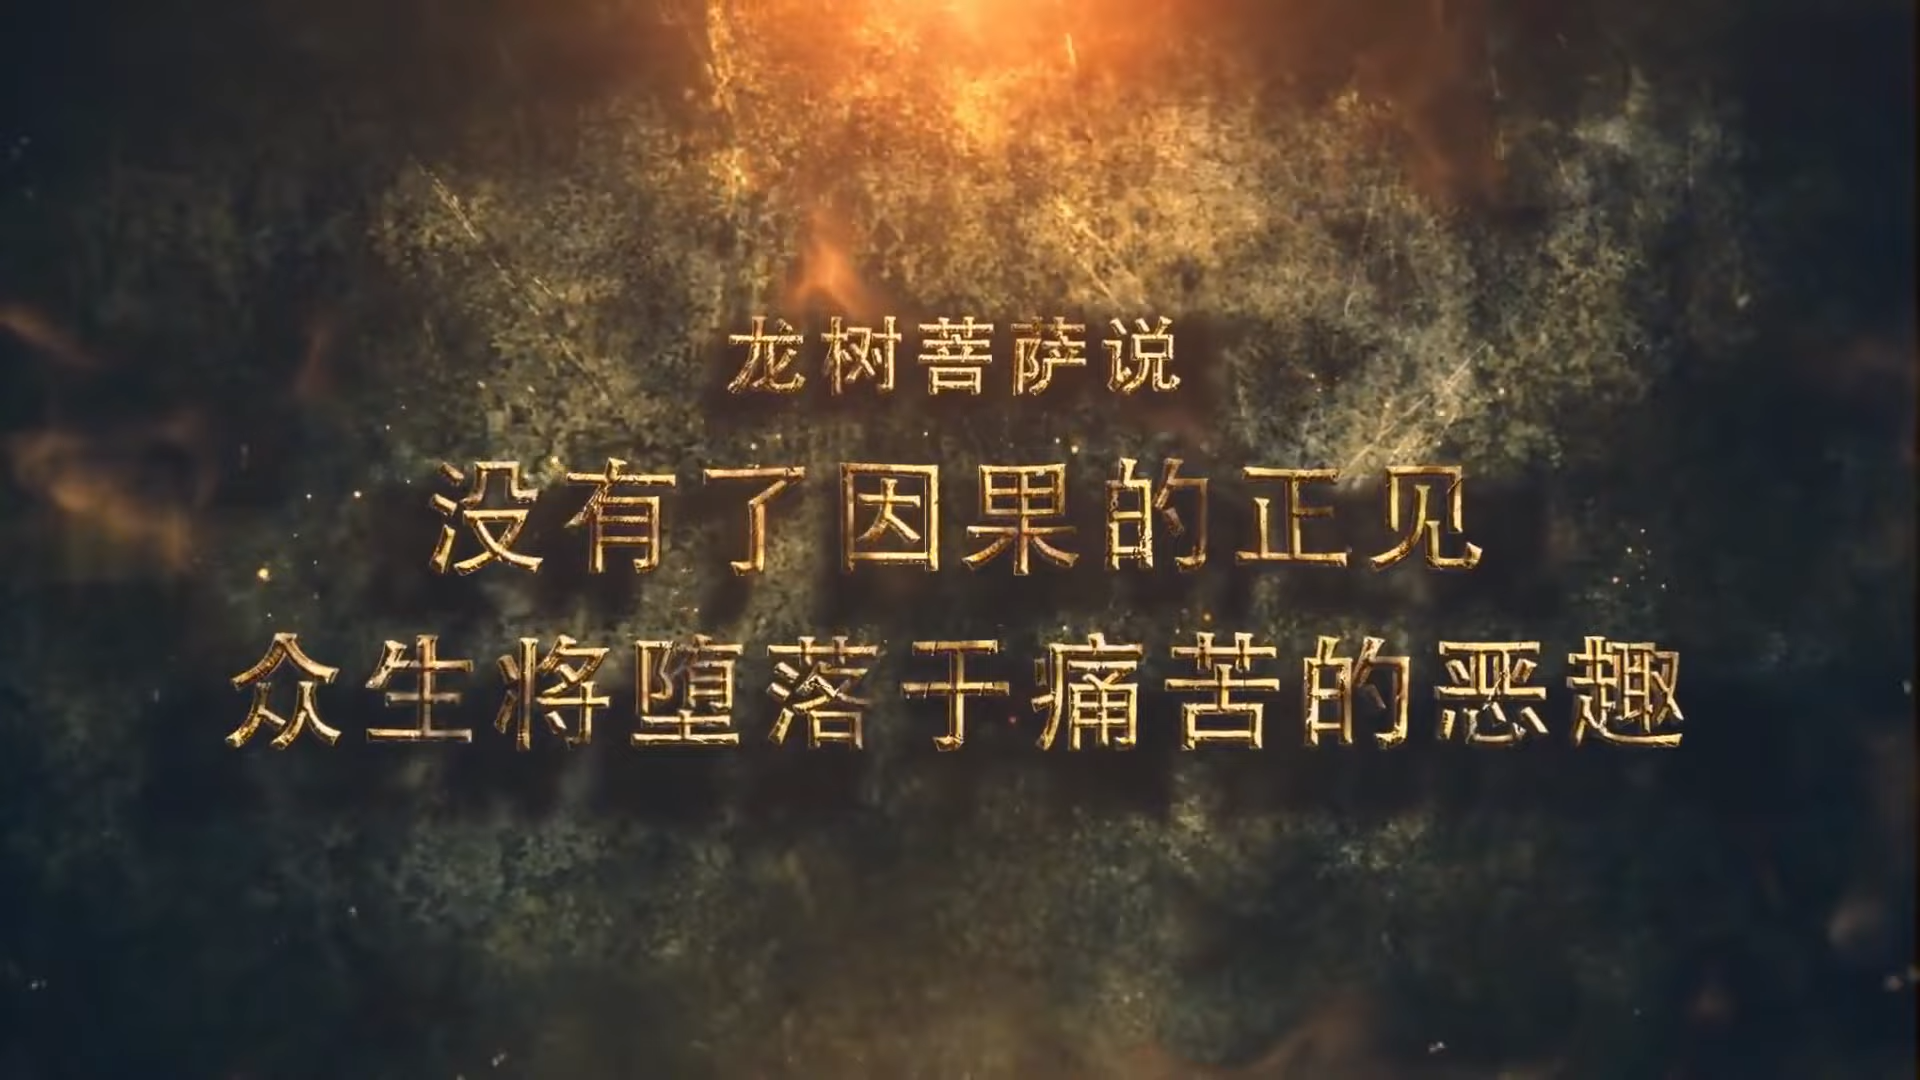 龙树菩萨说
没有了因果的正见
众生将堕落于痛苦的恶趣